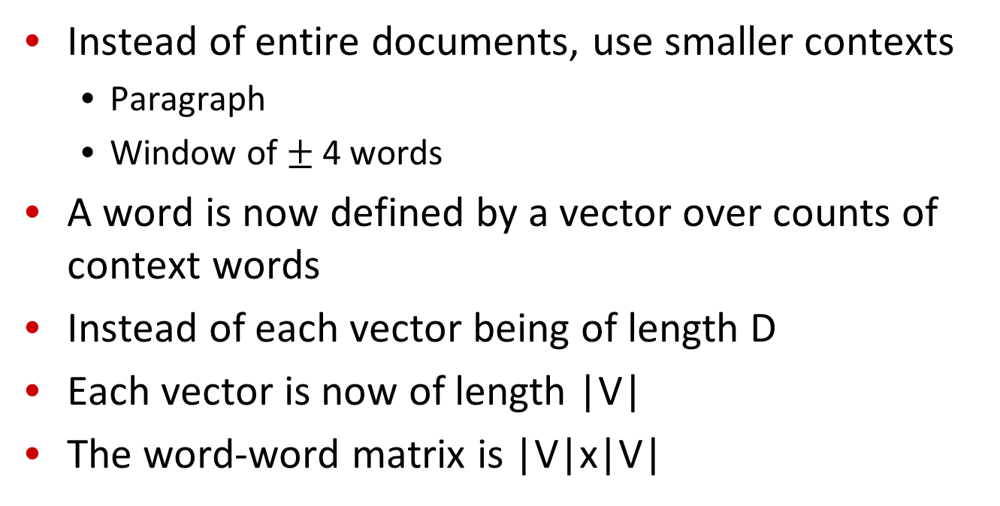 • Instead of entire documents, use smaller contexts
• Paragraph
• Window of ± 4 words
• A word is now defined by a vector over counts of
context words
• Instead of each vector being of length D
• Each vector is now of length |V|
• The word-word matrix is |V|x|V|